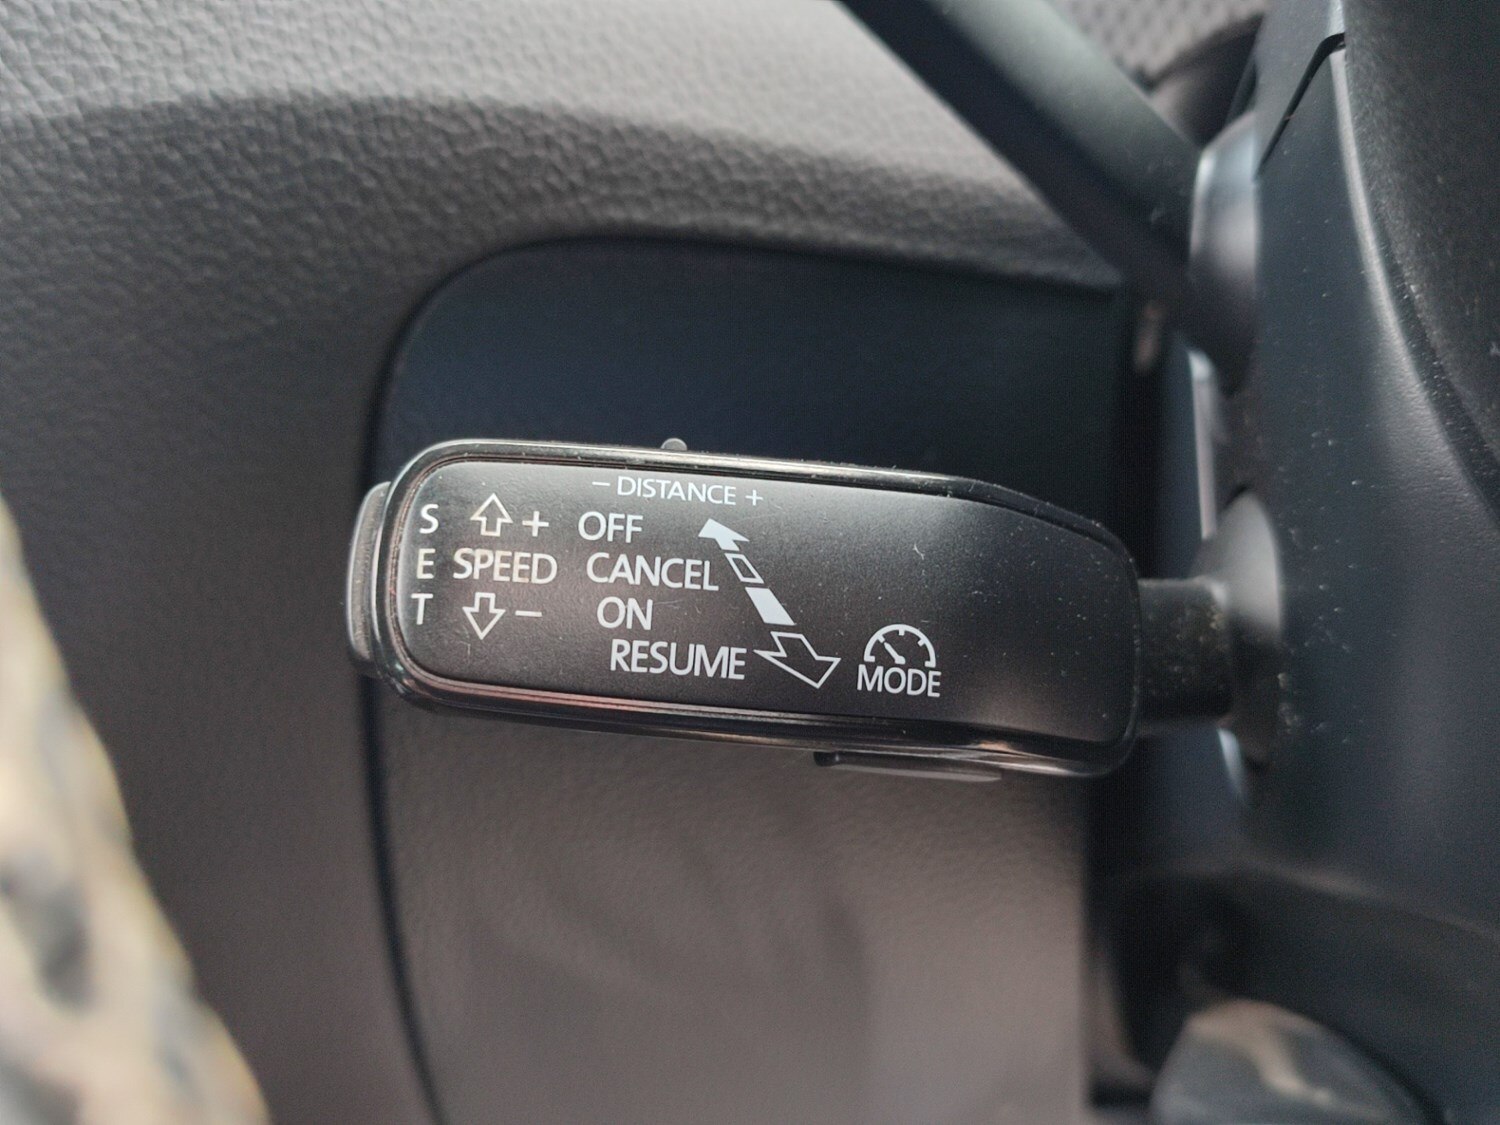 − DISTANCE +
S + OFF
E SPEED CANCEL
T − ON
RESUME
MODE